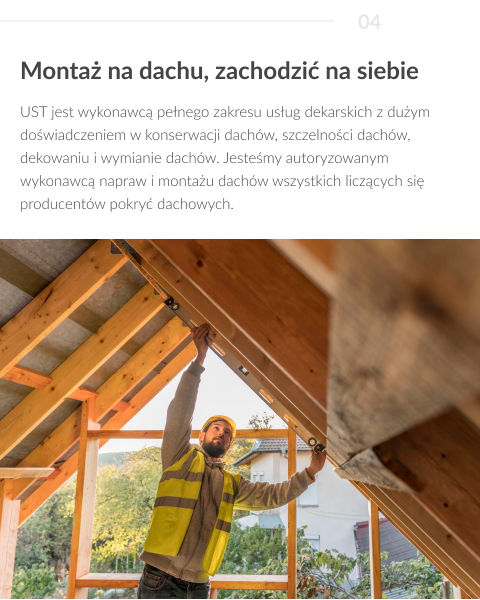 04
Montaż na dachu, zachodzić na siebie
UST jest wykonawcą pełnego zakresu usług dekarskich z dużym
doświadczeniem w konserwacji dachów, szczelności dachów,
dekowaniu i wymianie dachów. Jesteśmy autoryzowanym
wykonawcą napraw i montażu dachów wszystkich liczących się
producentów pokryć dachowych.